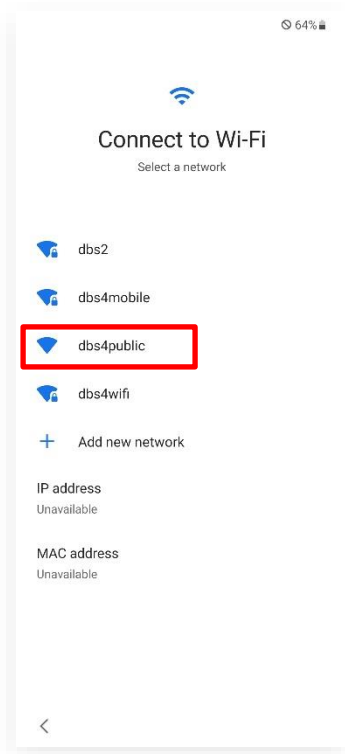 64%
Connect to Wi-Fi
Select a network
dbs2
dbs4mobile
dbs4public
dbs4wifi
Add new network
IP address
Unavailable
MAC address
Unavailable